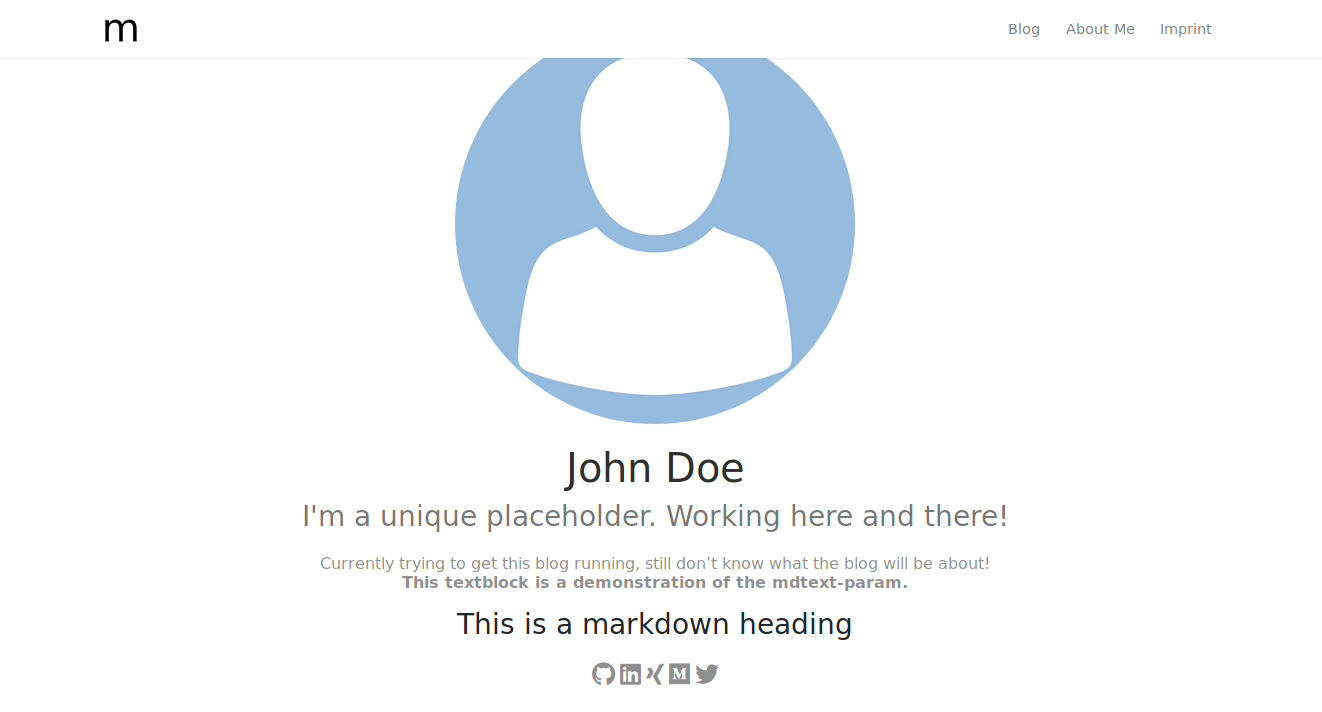 m
Blog About Me Imprint
John Doe
I'm a unique placeholder. Working here and there!
Currently trying to get this blog running, still don’t know what the blog will be about!
This textblock is a demonstration of the mdtext-param.
This is a markdown heading